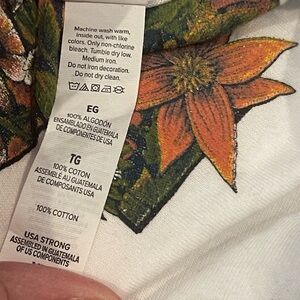 Machine wash warm,
inside out, with like
colors. Only non-chlorine
bleach. Tumble dry low.
Medium iron.
Do not iron decoration.
Do not dry clean.
EG
100% ALGODÓN
ENSAMBLADO EN GUATEMALA
DE COMPONENTES DE USA
TG
100% COTON
ASSEMBLÉ AU GUATEMALA
DE COMPOSANTS USA
100% COTTON
USA STRONG
ASSEMBLED IN GUATEMALA
OF US COMPONENTS